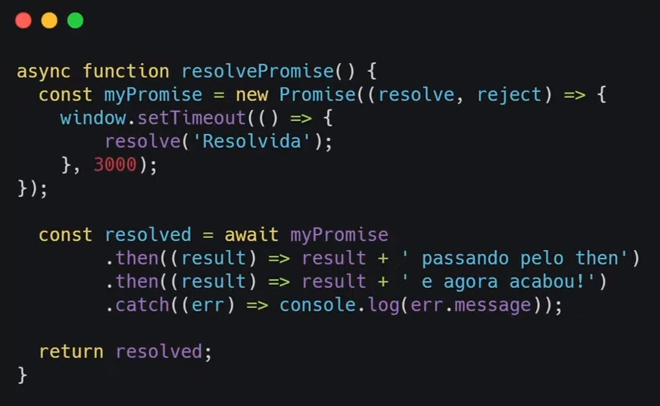 async function resolvePromise() {
  const myPromise = new Promise((resolve, reject) => {
    window.setTimeout(() => {
        resolve('Resolvida');
    }, 3000);
});

  const resolved = await myPromise
        .then((result) => result + ' passando pelo then')
        .then((result) => result + ' e agora acabou!')
        .catch((err) => console.log(err.message));

  return resolved;
}